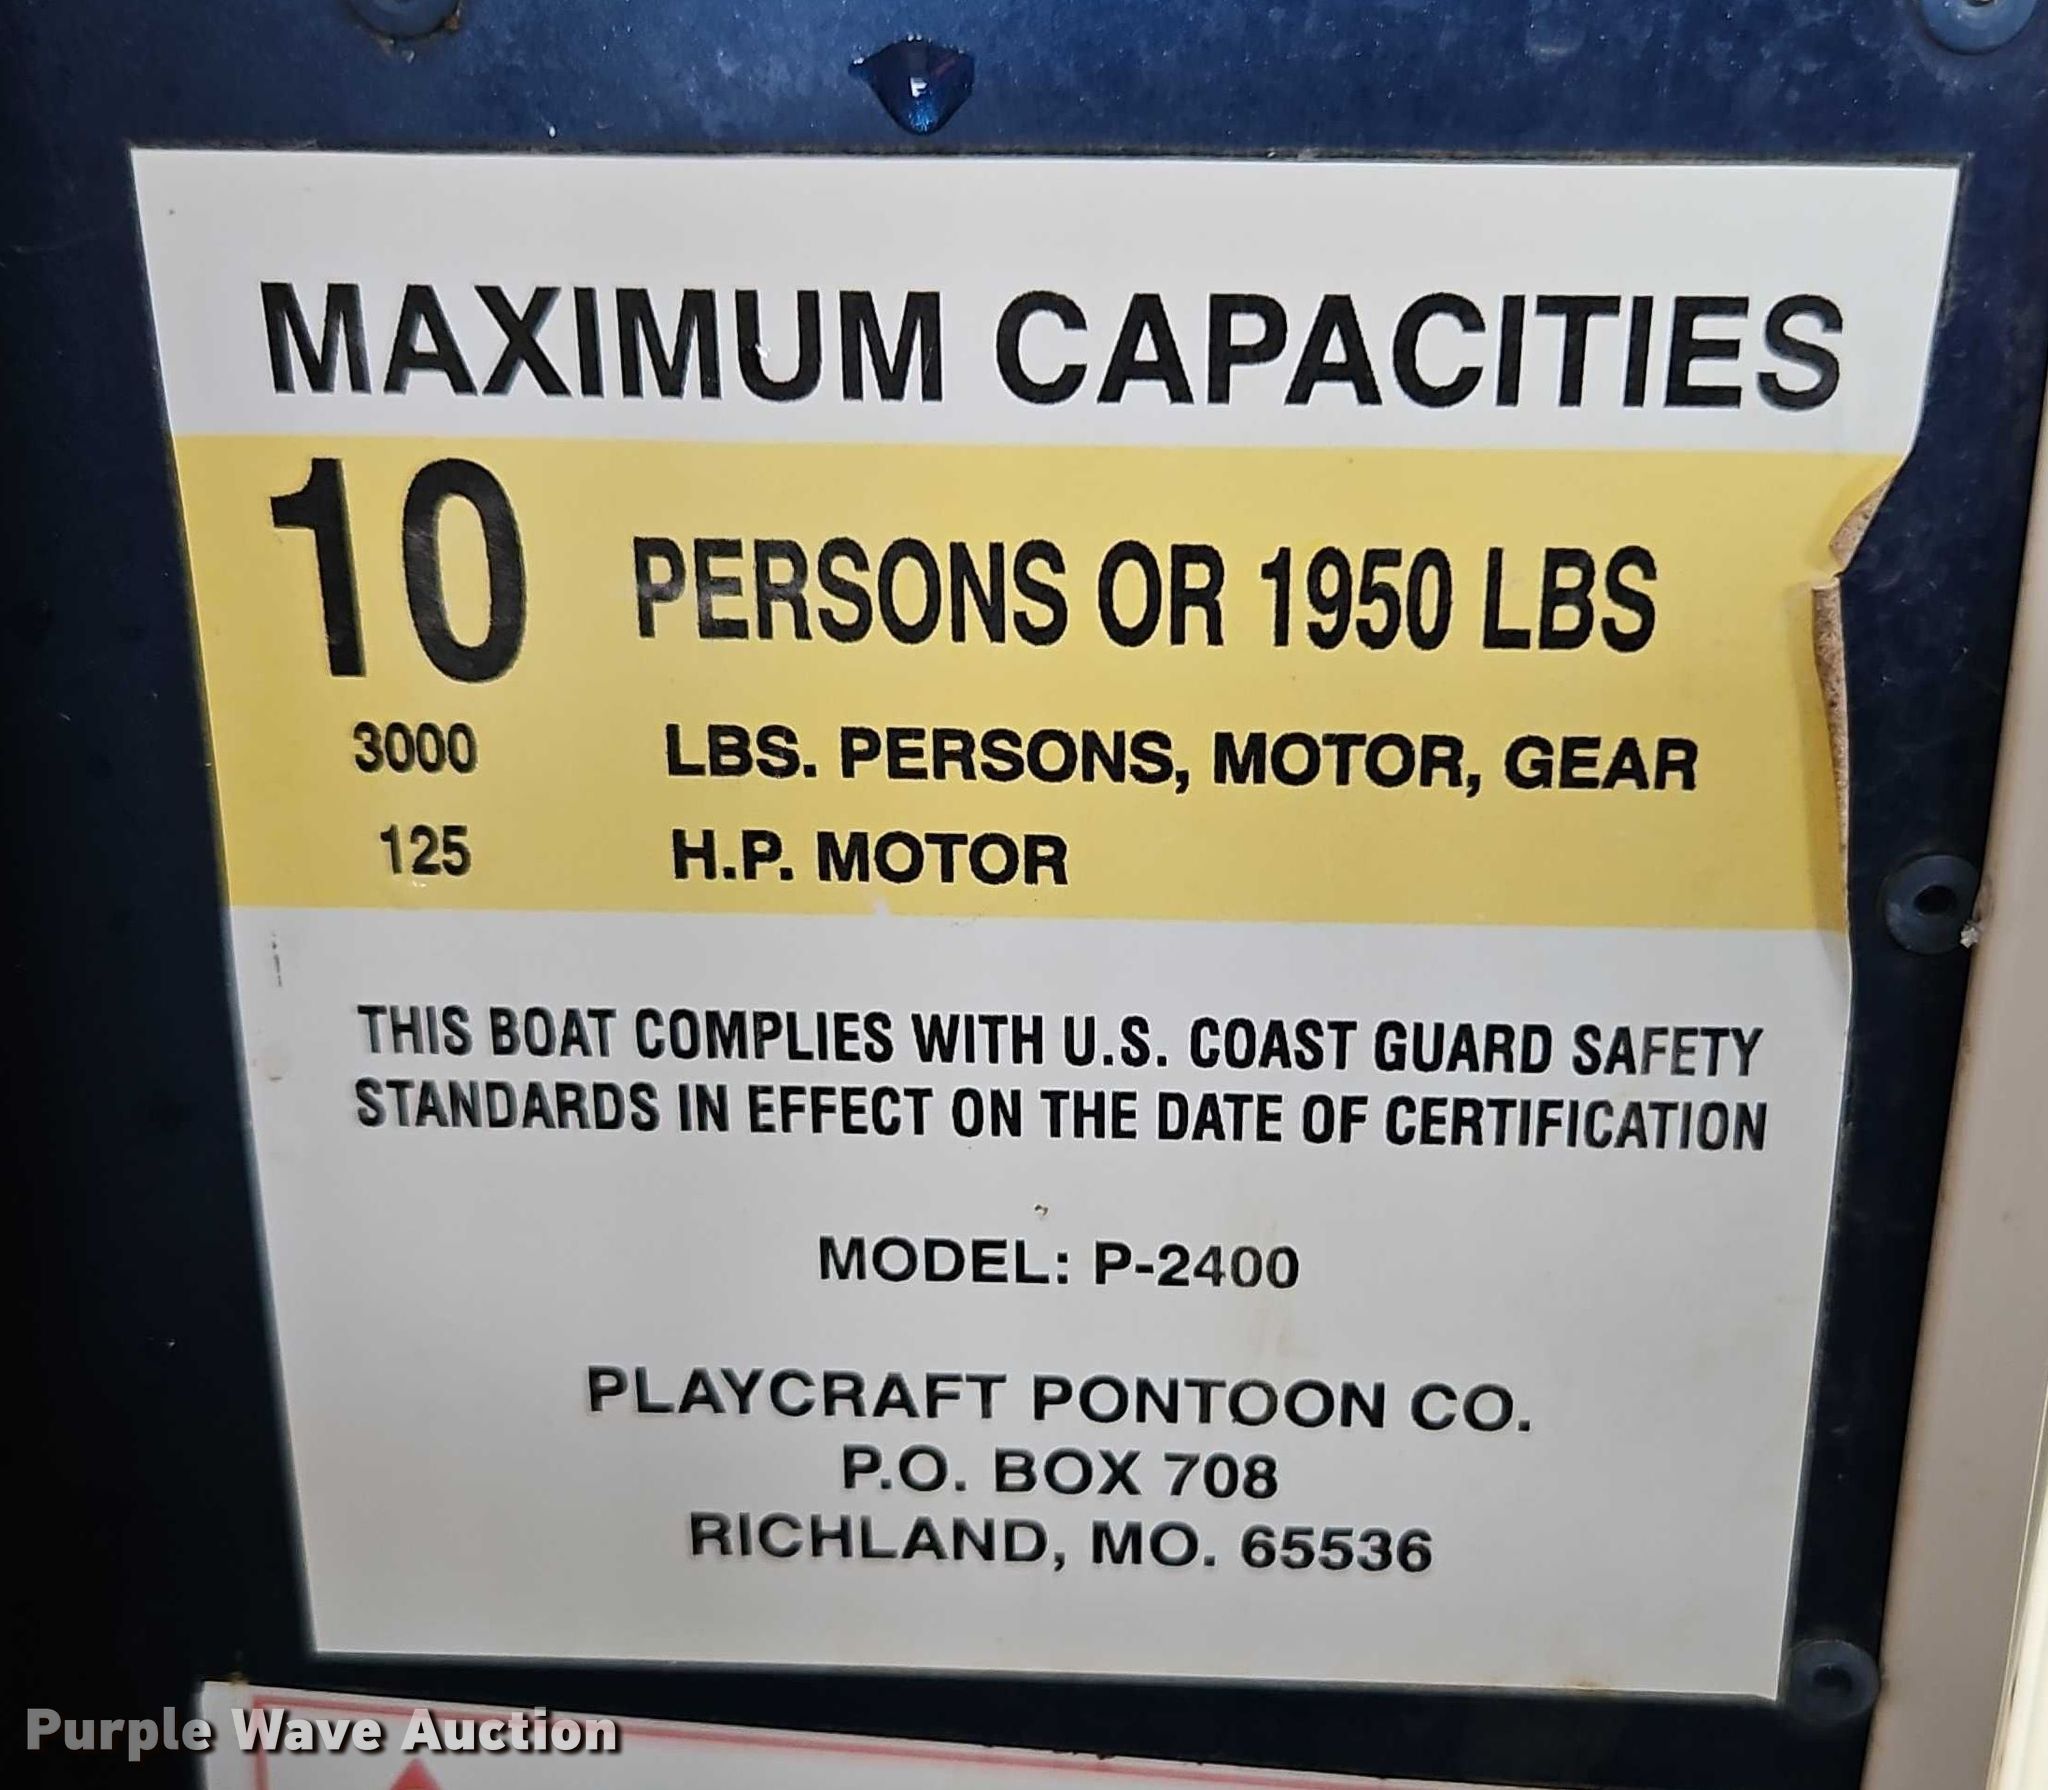 MAXIMUM CAPACITIES
10 PERSONS OR 1950 LBS
3000 LBS. PERSONS, MOTOR, GEAR
125 H.P. MOTOR
THIS BOAT COMPLIES WITH U.S. COAST GUARD SAFETY
STANDARDS IN EFFECT ON THE DATE OF CERTIFICATION
MODEL: P-2400
PLAYCRAFT PONTOON CO.
P.O. BOX 708
RICHLAND, MO. 65536
Purple Wave Auction